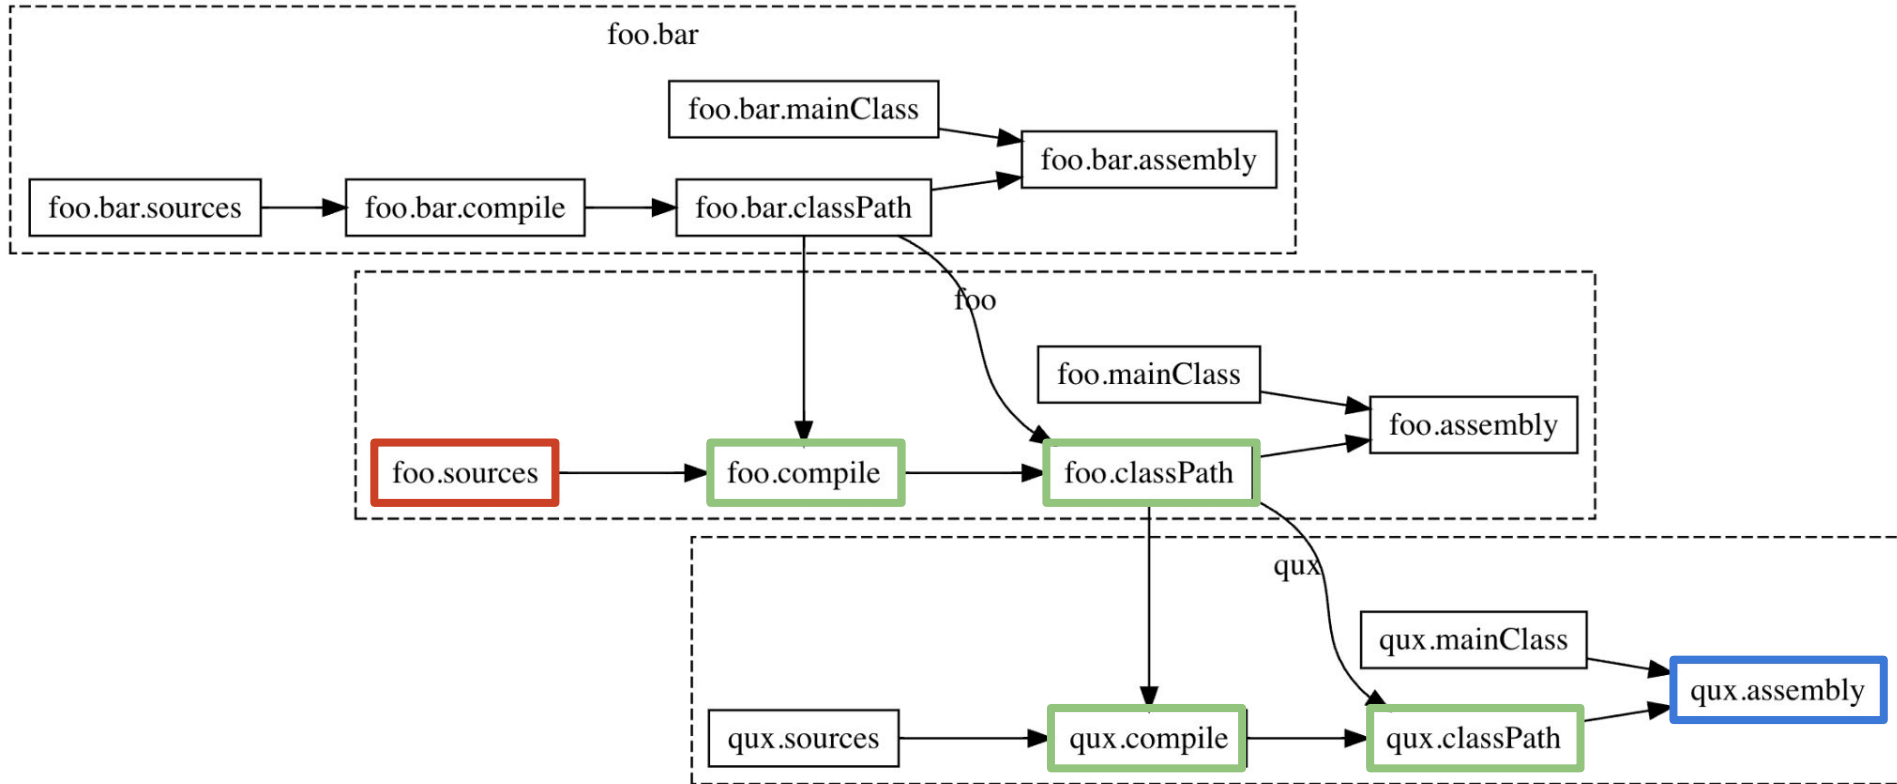 foo.bar
foo.bar.mainClass
foo.bar.assembly
foo.bar.sources
foo.bar.compile
foo.bar.classPath
foo
foo.mainClass
foo.assembly
foo.sources
foo.compile
foo.classPath
qux
qux.mainClass
qux.assembly
qux.sources
qux.compile
qux.classPath